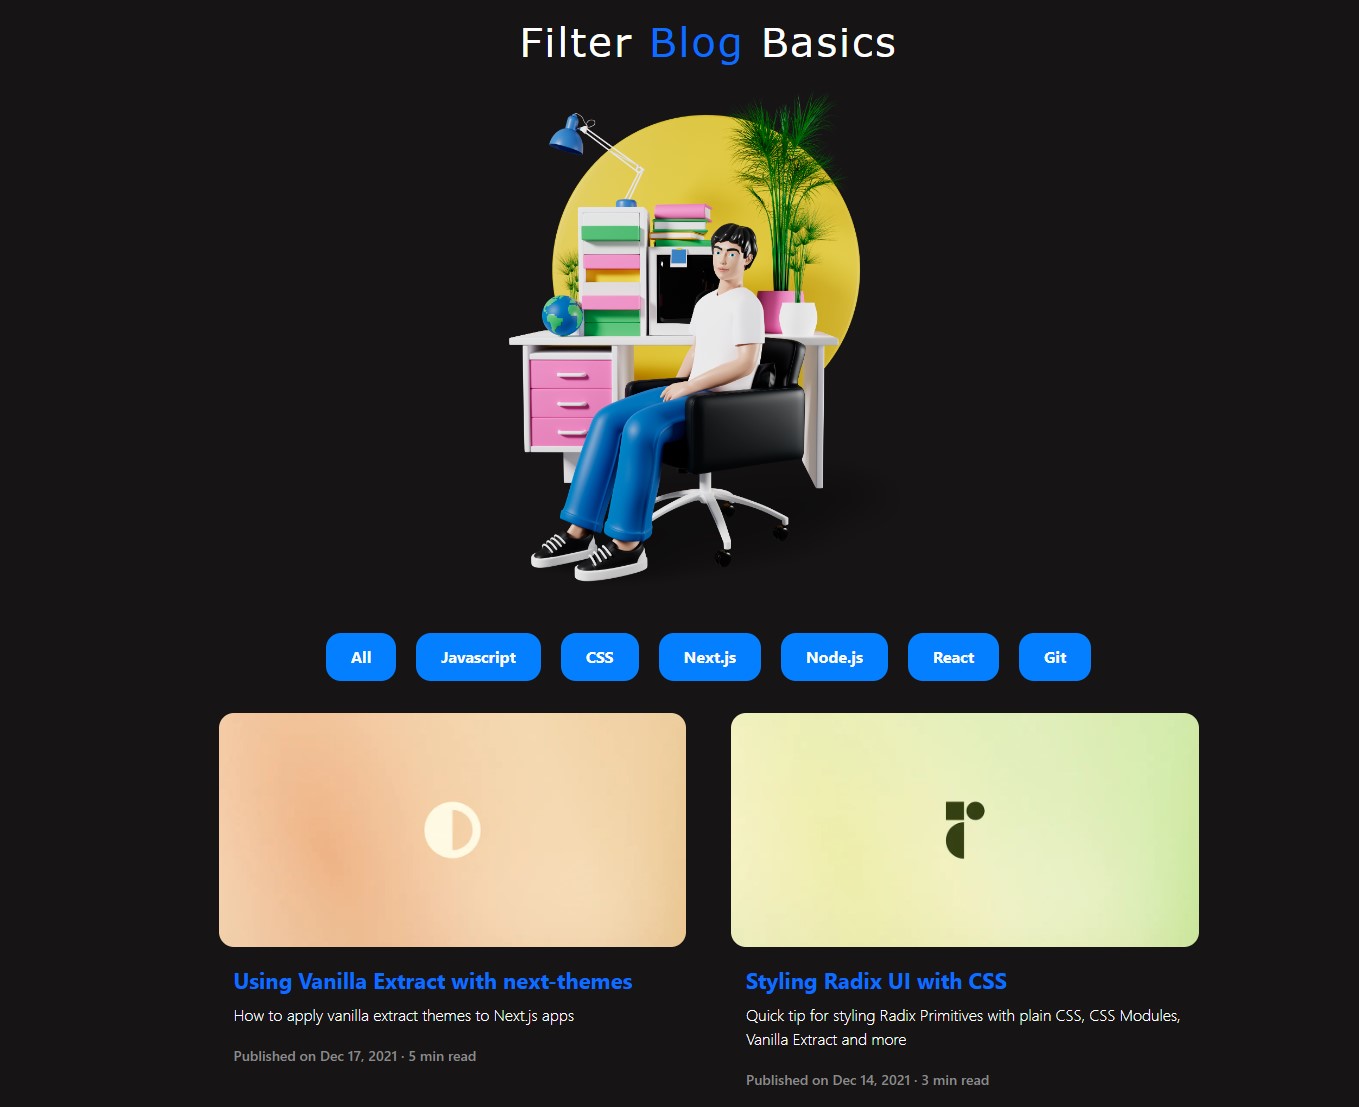 Filter Blog Basics
All Javascript CSS Next.js Node.js React Git
Using Vanilla Extract with next-themes
How to apply vanilla extract themes to Next.js apps
Published on Dec 17, 2021 · 5 min read
Styling Radix UI with CSS
Quick tip for styling Radix Primitives with plain CSS, CSS Modules,
Vanilla Extract and more
Published on Dec 14, 2021 · 3 min read